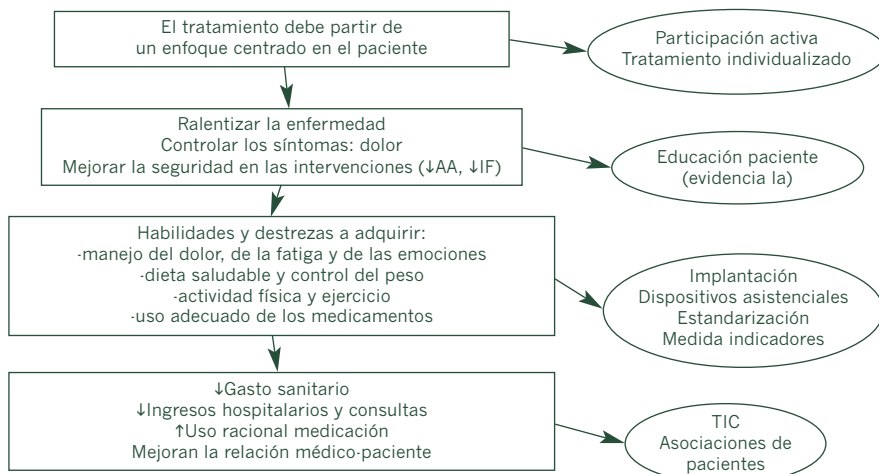 El tratamiento debe partir de
un enfoque centrado en el paciente
Participación activa
Tratamiento individualizado
Ralentizar la enfermedad
Controlar los síntomas: dolor
Mejorar la seguridad en las intervenciones (↓AA, ↓IF)
Educación paciente
(evidencia Ia)
Habilidades y destrezas a adquirir:
-manejo del dolor, de la fatiga y de las emociones
-dieta saludable y control del peso
-actividad física y ejercicio
-uso adecuado de los medicamentos
Implantación
Dispositivos asistenciales
Estandarización
Medida indicadores
↓Gasto sanitario
↓Ingresos hospitalarios y consultas
↑Uso racional medicación
Mejoran la relación médico-paciente
TIC
Asociaciones de
pacientes